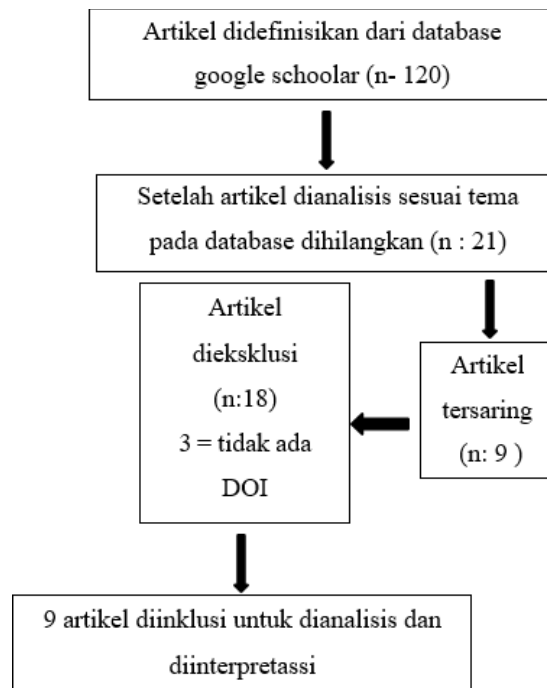 Artikel didefinisikan dari database
google schoolar (n- 120)
Setelah artikel dianalisis sesuai tema
pada database dihilangkan (n : 21)
Artikel
dieksklusi
(n:18)
3 = tidak ada
DOI
Artikel
tersaring
(n: 9 )
9 artikel diinklusi untuk dianalisis dan
diinterpretassi